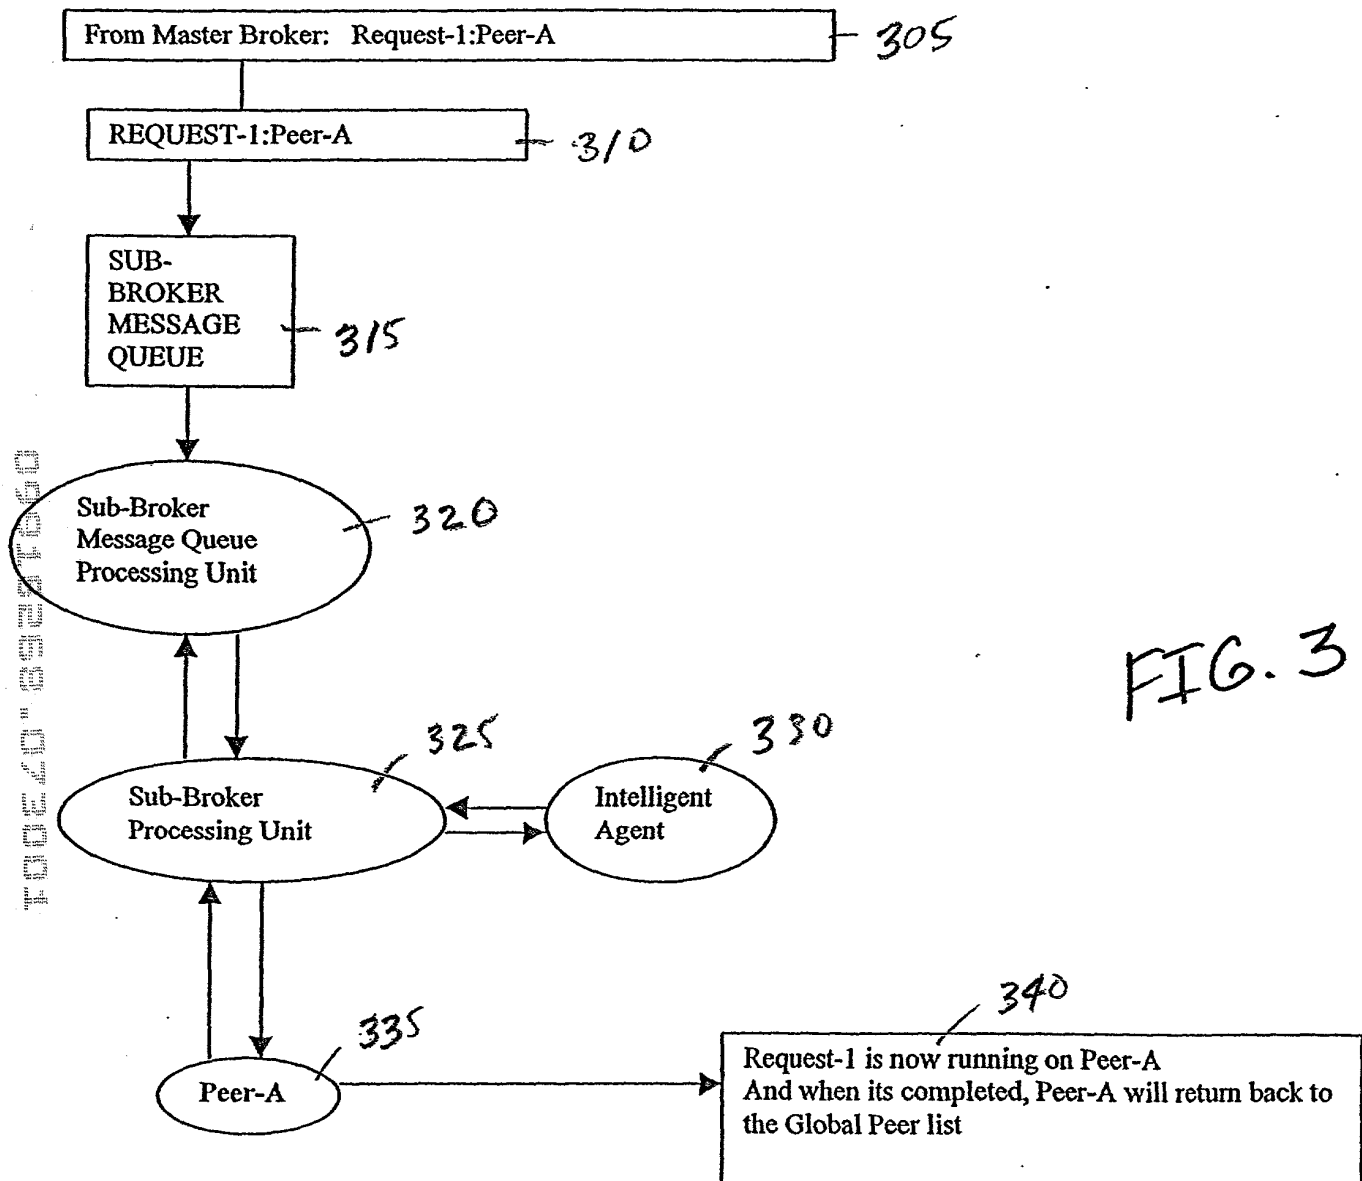 From Master Broker: Request-1:Peer-A
305
REQUEST-1:Peer-A
310
SUB-
BROKER
MESSAGE
QUEUE
315
Sub-Broker
Message Queue
Processing Unit
320
FIG. 3
325
330
Sub-Broker
Processing Unit
Intelligent
Agent
340
335
Peer-A
Request-1 is now running on Peer-A
And when its completed, Peer-A will return back to
the Global Peer list